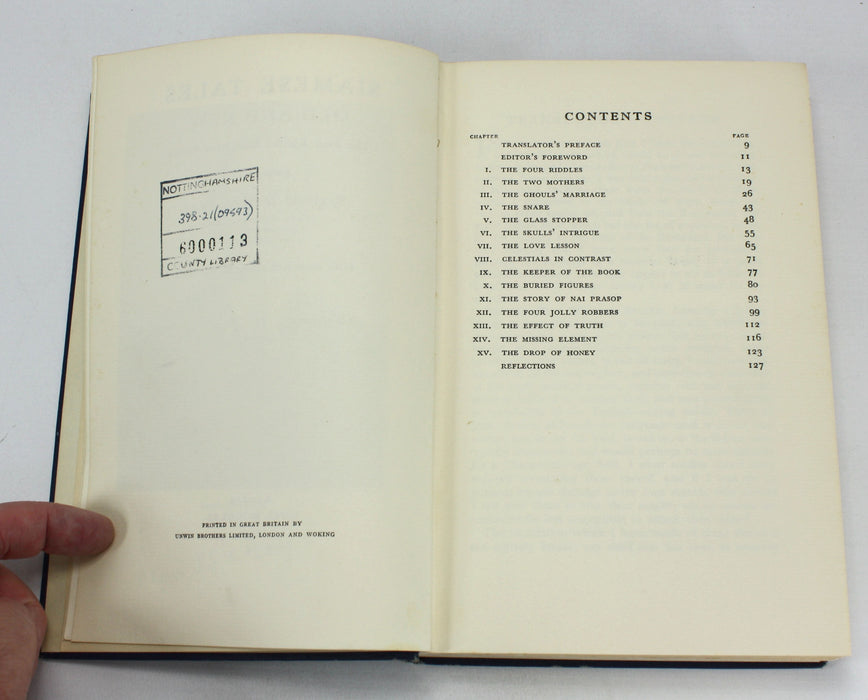 SIAMESE TALES
NOTTINGHAMSHIRE
398.21(09593)
6000113
COUNTY LIBRARY
PRINTED IN GREAT BRITAIN BY
UNWIN BROTHERS LIMITED, LONDON AND WOKING
CONTENTS
CHAPTER PAGE
TRANSLATOR'S PREFACE 9
EDITOR'S FOREWORD 11
I. THE FOUR RIDDLES 13
II. THE TWO MOTHERS 19
III. THE GHOULS' MARRIAGE 26
IV. THE SNARE 43
V. THE GLASS STOPPER 48
VI. THE SKULLS' INTRIGUE 55
VII. THE LOVE LESSON 65
VIII. CELESTIALS IN CONTRAST 71
IX. THE KEEPER OF THE BOOK 77
X. THE BURIED FIGURES 80
XI. THE STORY OF NAI PRASOP 93
XII. THE FOUR JOLLY ROBBERS 99
XIII. THE EFFECT OF TRUTH 112
XIV. THE MISSING ELEMENT 116
XV. THE DROP OF HONEY 123
REFLECTIONS 127